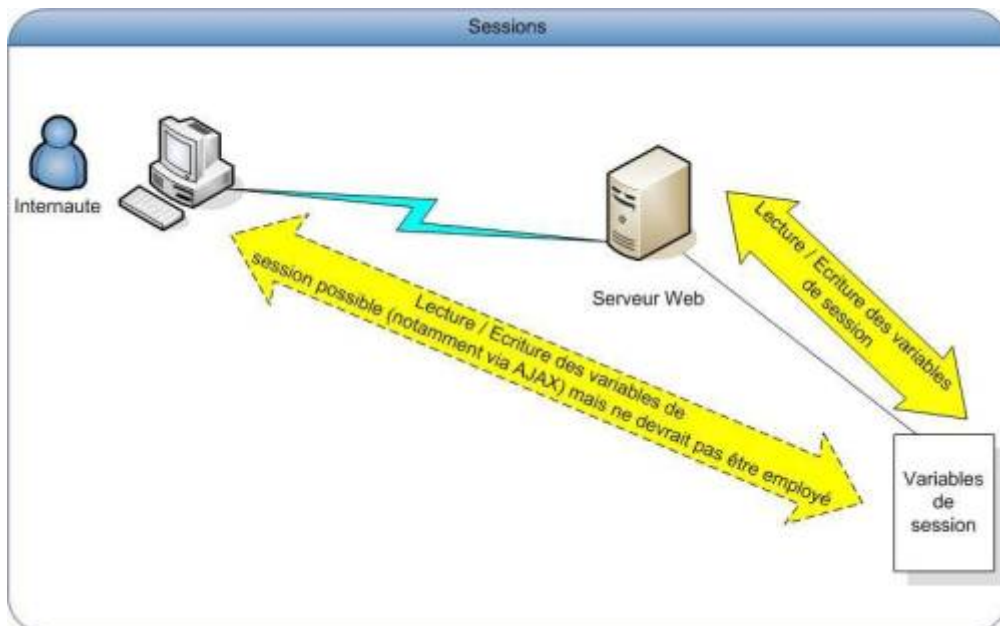 Sessions
Internaute
Serveur Web
Lecture / Ecriture des variables
de session
Lecture / Ecriture des variables de
session possible (notamment via AJAX) mais ne devrait pas être employé
Variables
de
session